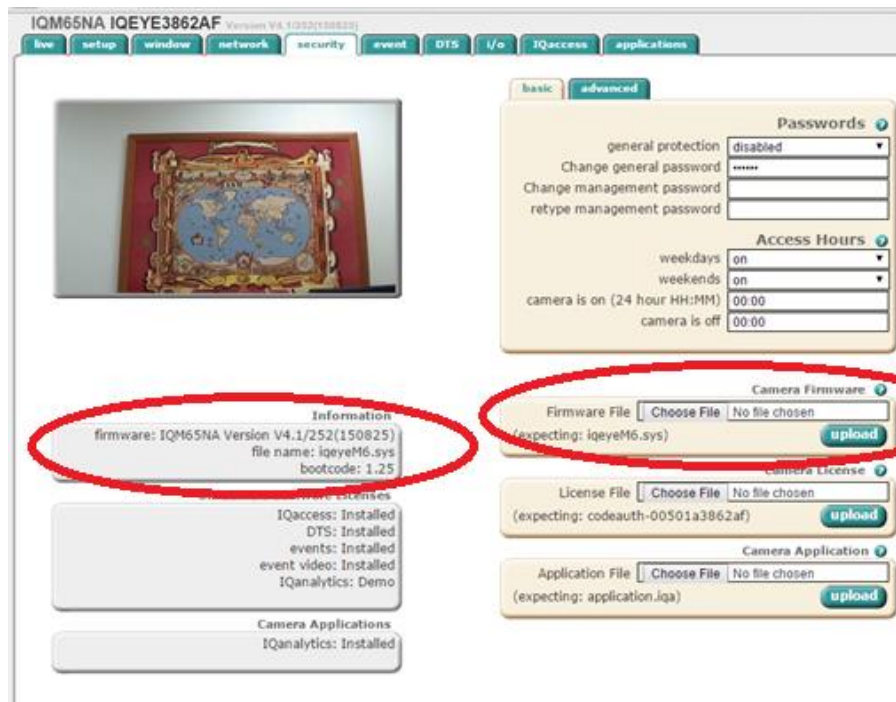 IQM65NA IQEYE3862AF Version V4.1/252(150825)
live setup window network security event DTS i/o IQaccess applications
basic advanced
Passwords
general protection disabled
Change general password ••••••
Change management password
retype management password
Access Hours
weekdays on
weekends on
camera is on (24 hour HH:MM) 00:00
camera is off 00:00
Information
firmware: IQM65NA Version V4.1/252(150825)
file name: iqeyeM6.sys
bootcode: 1.25
Licenses
IQaccess: Installed
DTS: Installed
events: Installed
event video: Installed
IQanalytics: Demo
Camera Applications
IQanalytics: Installed
Camera Firmware
Firmware File Choose File No file chosen
(expecting: iqeyeM6.sys) upload
Camera License
License File Choose File No file chosen
(expecting: codeauth-00501a3862af) upload
Camera Application
Application File Choose File No file chosen
(expecting: application.iqa) upload